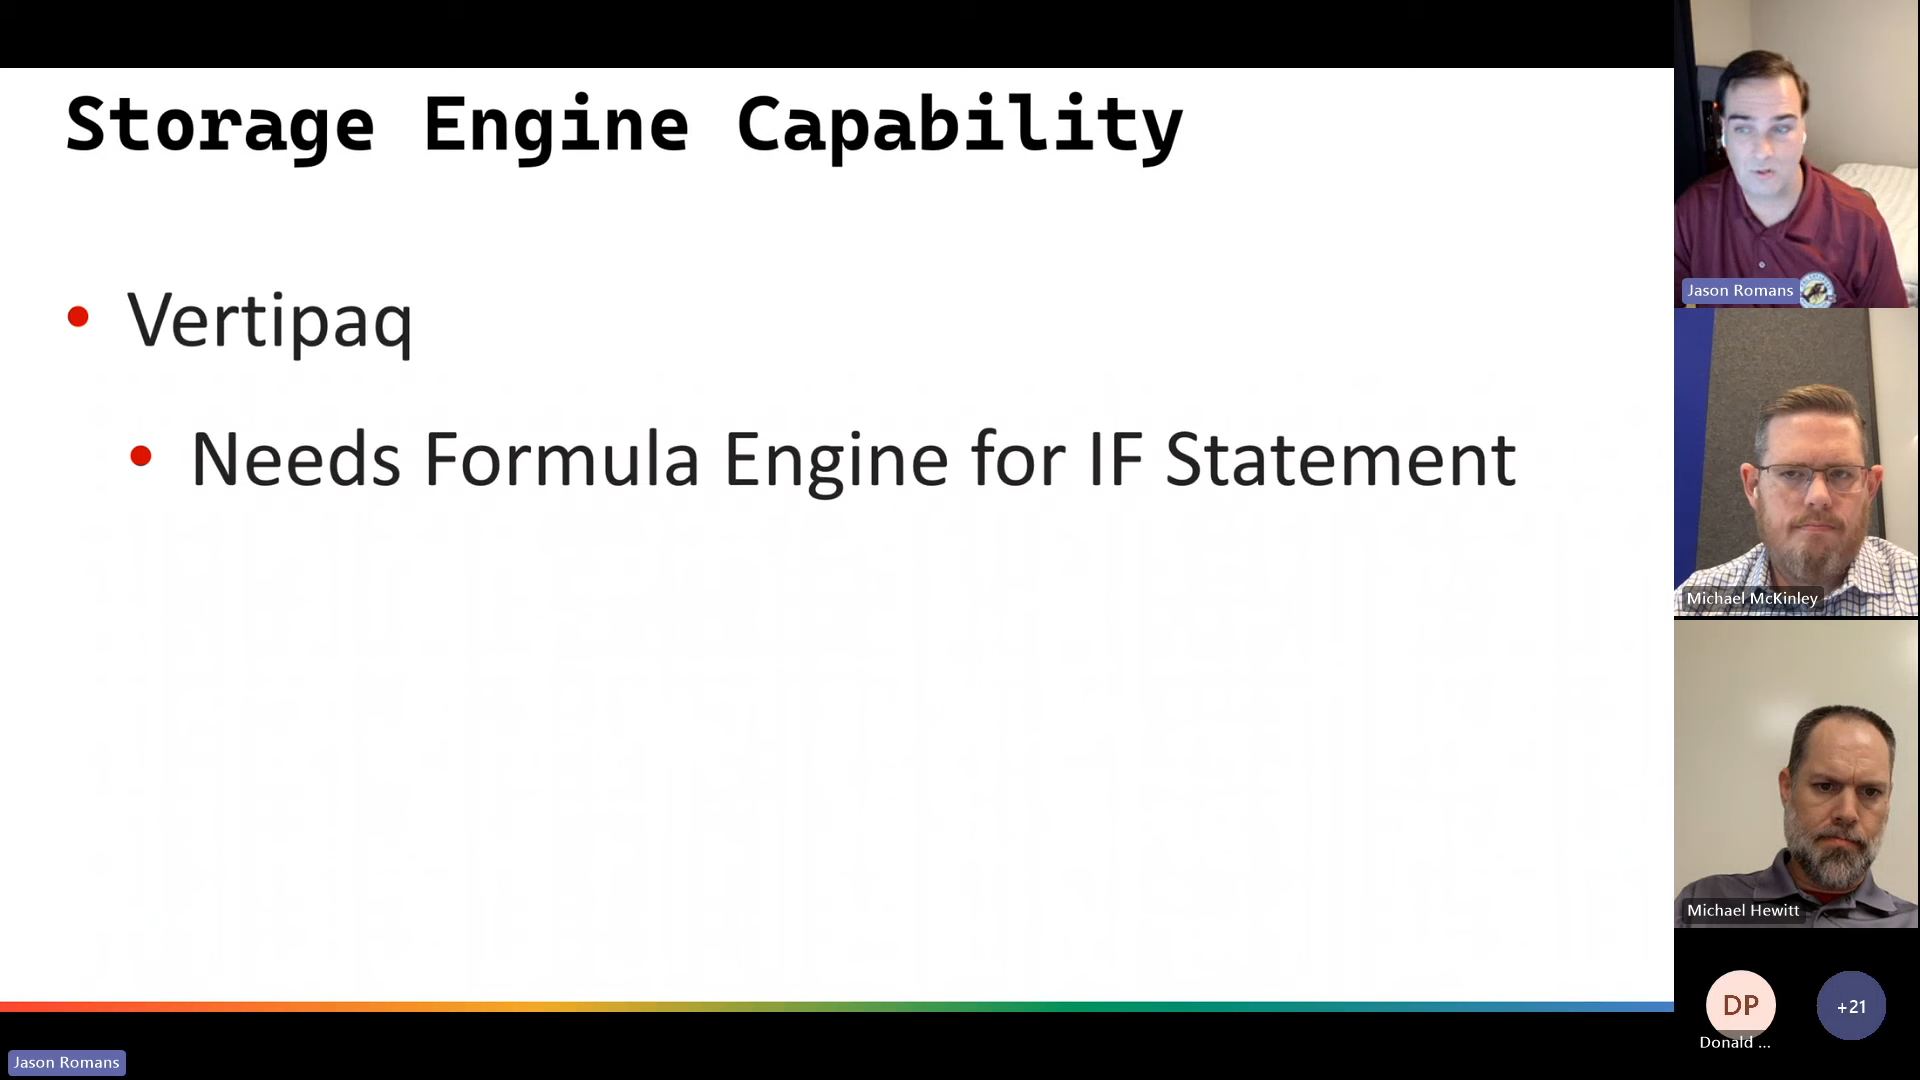 Storage Engine Capability
• Vertipaq
• Needs Formula Engine for IF Statement
Jason Romans
Michael McKinley
Michael Hewitt
DP
Donald ...
+21
Jason Romans